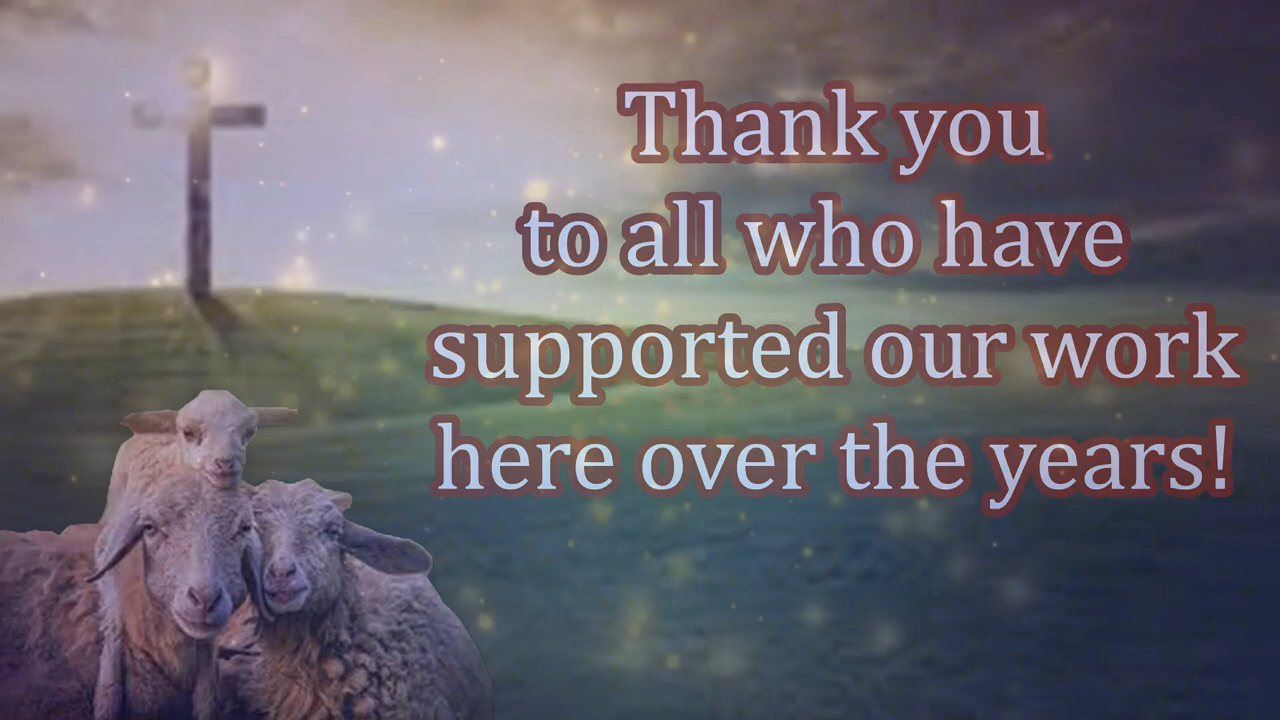 Thank you
to all who have
supported our work
here over the years!